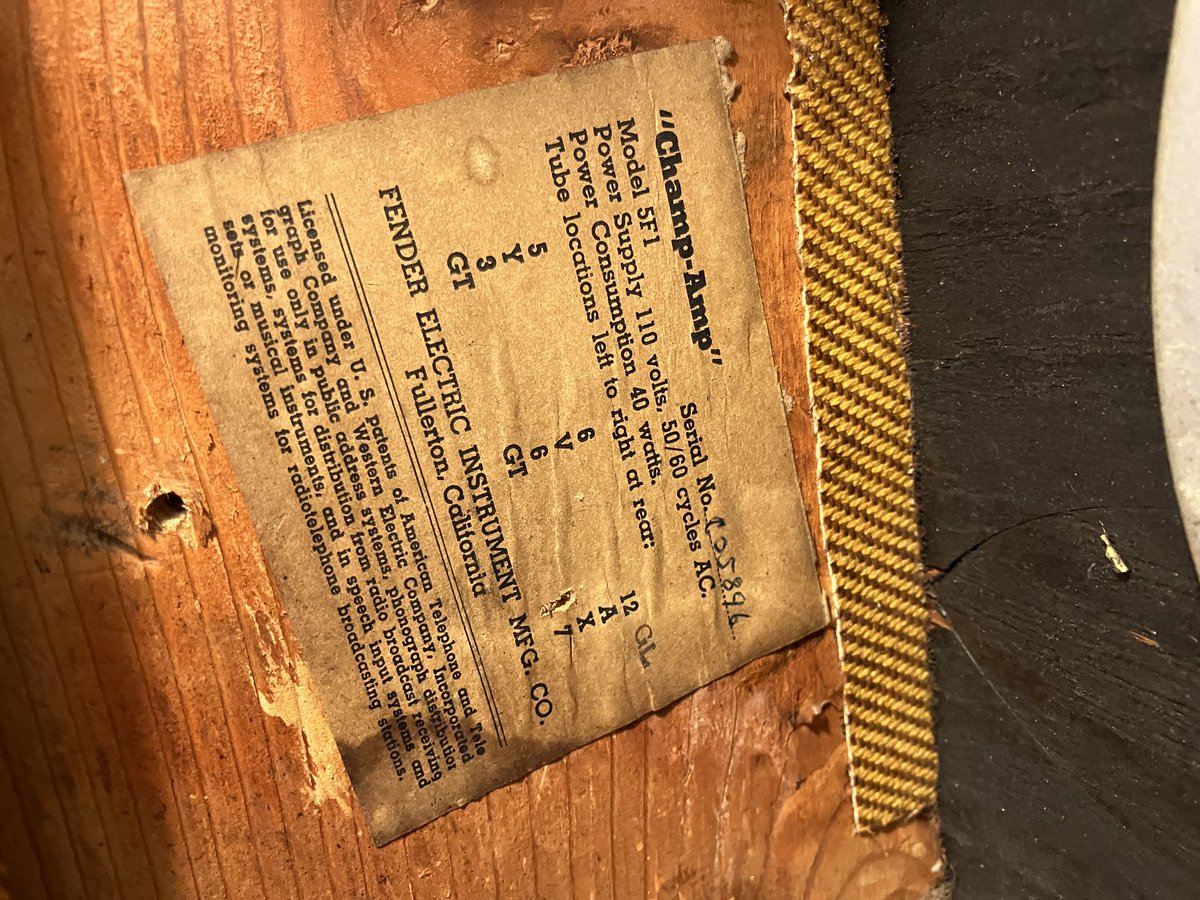 "Champ-Amp" Serial No. C05896
Model 5F1
Power Supply 110 volts, 50/60 cycles AC.
Power Consumption 40 watts. GL
Tube locations left to right at rear:
5 6 12
Y V A
3 6 X
GT GT 7
FENDER ELECTRIC INSTRUMENT MFG. CO.
Fullerton, California
Licensed under U. S. patents of American Telephone and Tele
graph Company and Western Electric Company, Incorporated
for use only in public address systems, phonograph distribution
systems, systems for distribution from radio broadcast receiving
sets, or musical instruments, and in speech input systems and
monitoring systems for radiotelephone broadcasting stations.